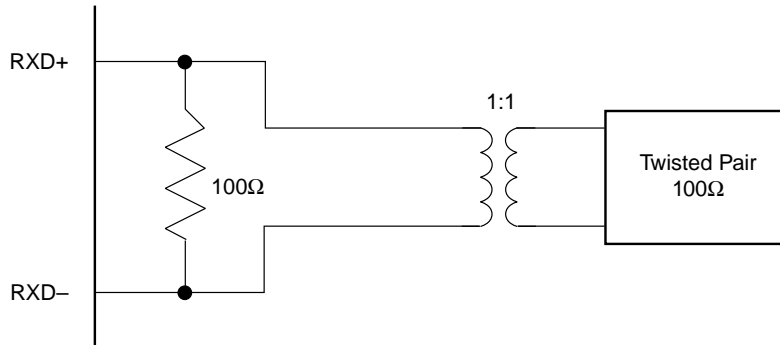 RXD+
1:1
Twisted Pair
100Ω
100Ω
RXD–